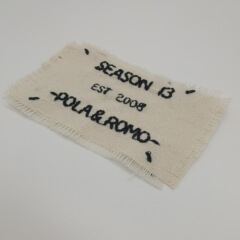 SEASON 13
EST 2008
-POLA&ROMO-